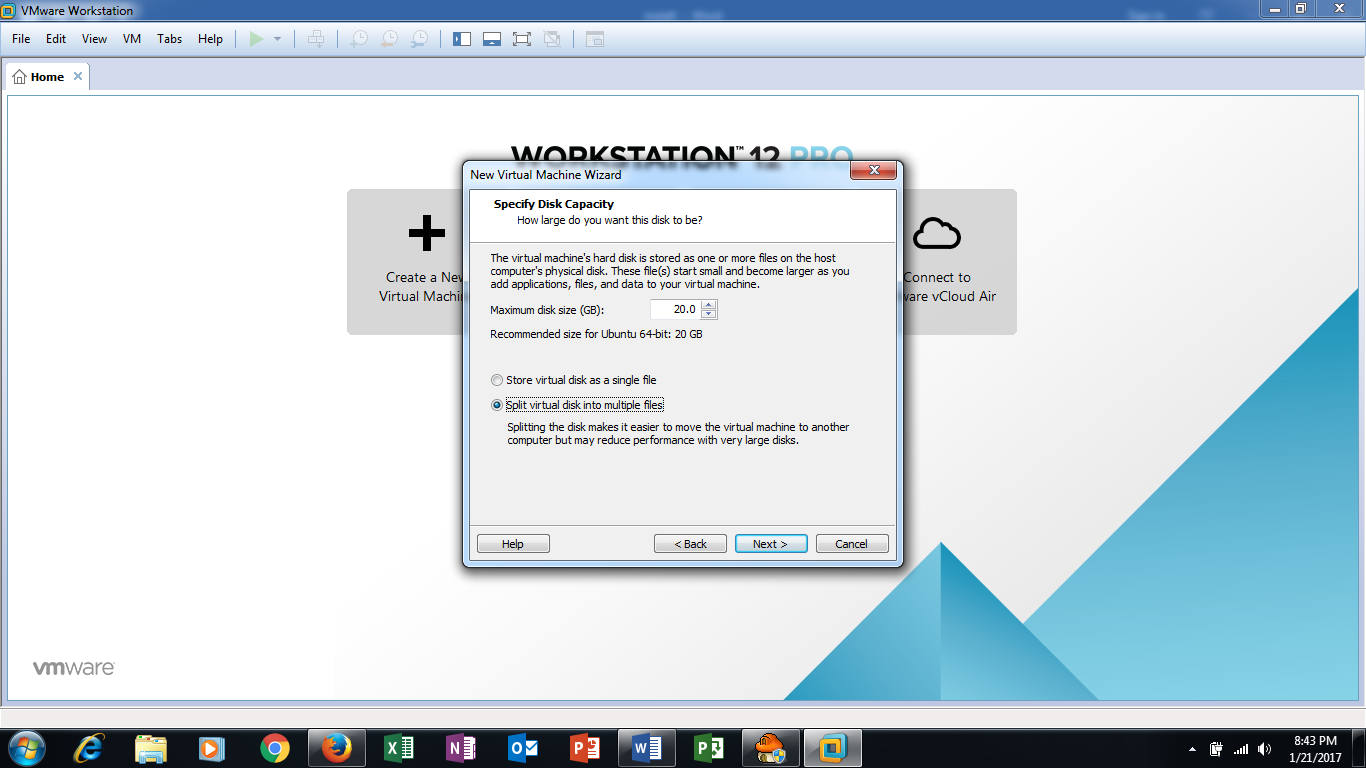 VMware Workstation
File Edit View VM Tabs Help
Home
WORKSTATION™ 12 PRO
New Virtual Machine Wizard
Specify Disk Capacity
How large do you want this disk to be?
Create a New
Virtual Machi
Connect to
ware vCloud Air
The virtual machine's hard disk is stored as one or more files on the host
computer's physical disk. These file(s) start small and become larger as you
add applications, files, and data to your virtual machine.
Maximum disk size (GB): 20.0
Recommended size for Ubuntu 64-bit: 20 GB
Store virtual disk as a single file
Split virtual disk into multiple files
Splitting the disk makes it easier to move the virtual machine to another
computer but may reduce performance with very large disks.
Help < Back Next > Cancel
vmware
8:43 PM
1/21/2017